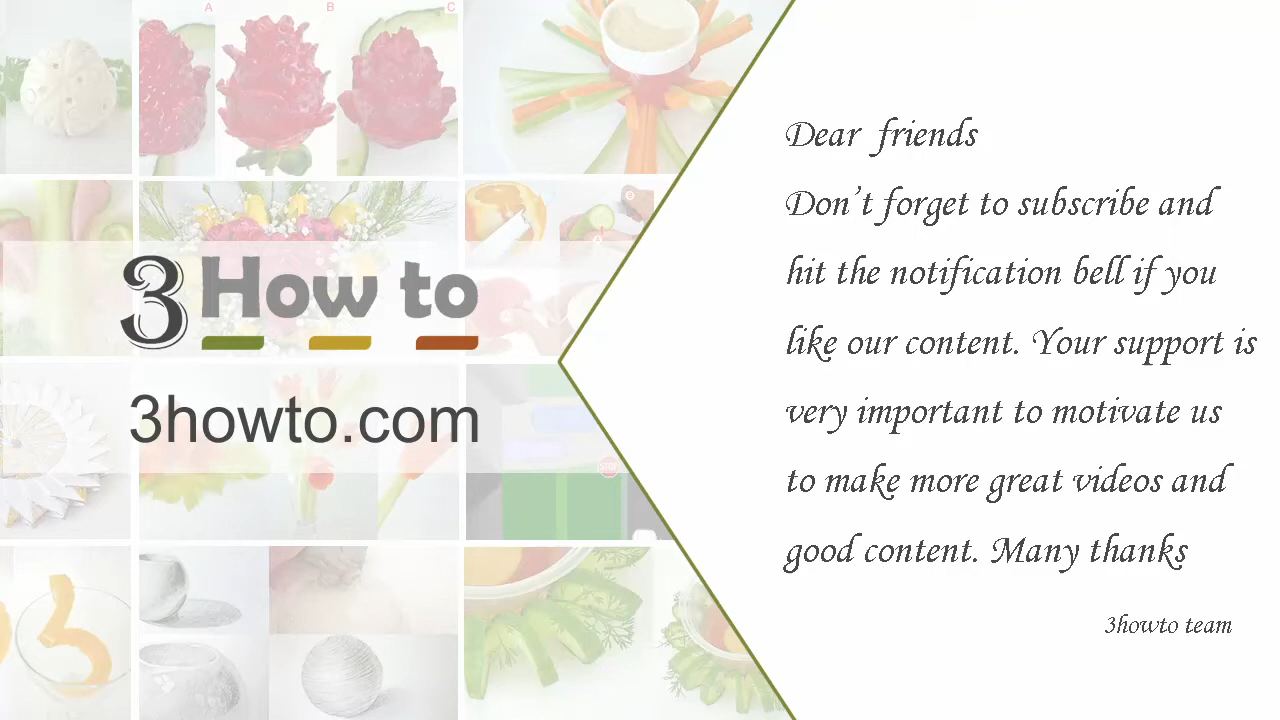 A B C
3 How to
3howto.com
Dear friends
Don't forget to subscribe and
hit the notification bell if you
like our content. Your support is
very important to motivate us
to make more great videos and
good content. Many thanks
3howto team
STOP